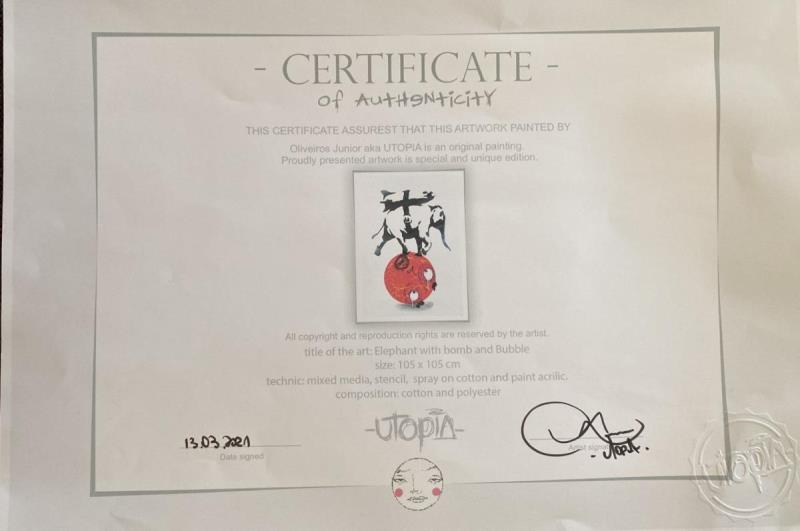 - CERTIFICATE -
of AUTHENTICITY
THIS CERTIFICATE ASSUREST THAT THIS ARTWORK PAINTED BY
Oliveiros Junior aka UTOPIA is an original painting.
Proudly presented artwork is special and unique edition.
All copyright and reproduction rights are reserved by the artist.
title of the art: Elephant with bomb and Bubble
size: 105 x 105 cm
technic: mixed media, stencil, spray on cotton and paint acrilic.
composition: cotton and polyester
-UTOPIA-
13.03.2021
Date signed
Artist
-UTOPIA.
UTOPIA